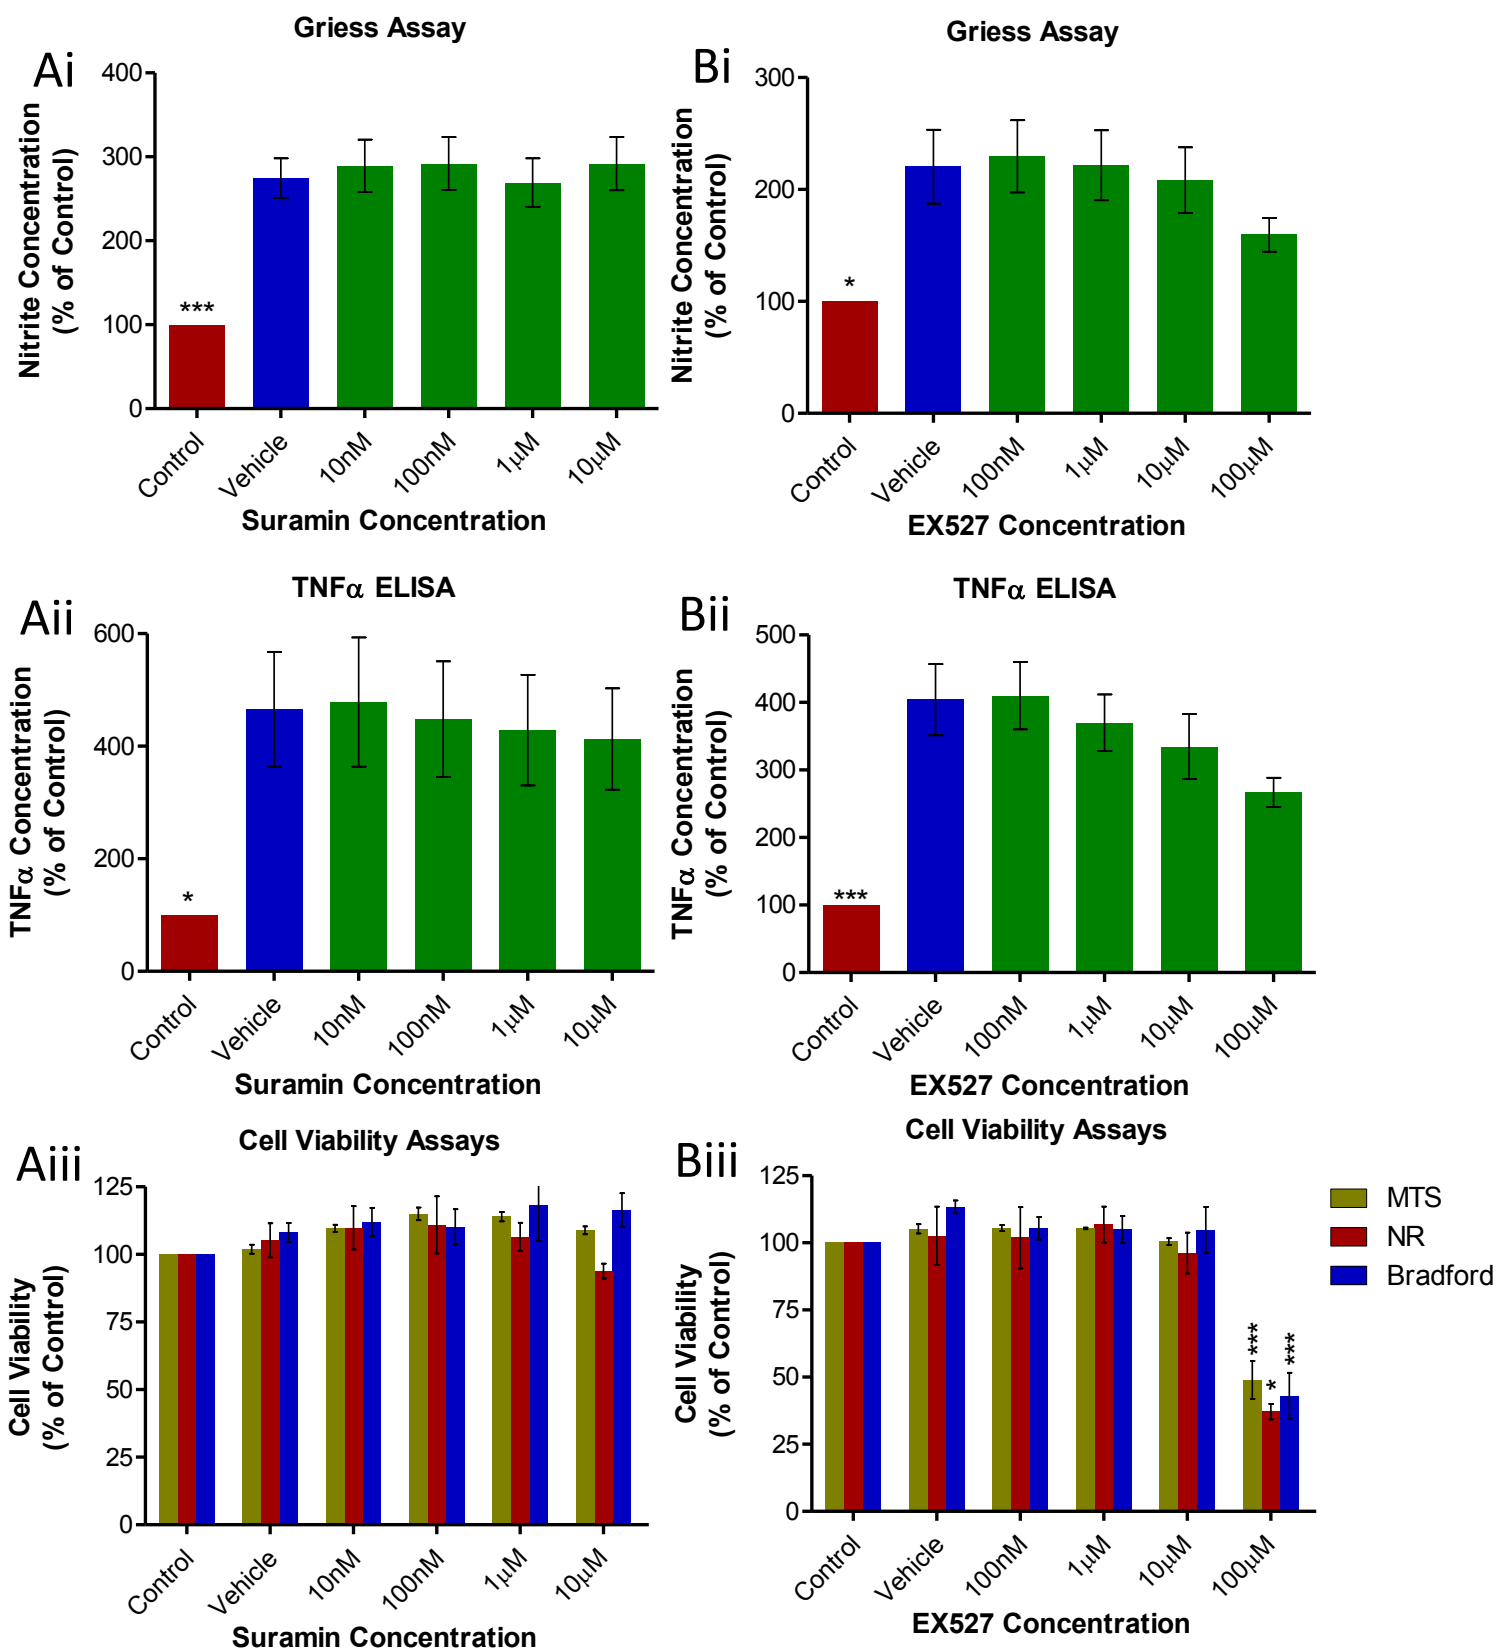 Griess Assay
Ai
Nitrite Concentration
(% of Control)
400
300
200
100
0
***
Control
Vehicle
10nM
100nM
1µM
10µM
Suramin Concentration
Griess Assay
Bi
Nitrite Concentration
(% of Control)
300
200
100
0
*
Control
Vehicle
100nM
1µM
10µM
100µM
EX527 Concentration
TNFα ELISA
Aii
TNFα Concentration
(% of Control)
600
400
200
0
*
Control
Vehicle
10nM
100nM
1µM
10µM
Suramin Concentration
TNFα ELISA
Bii
TNFα Concentration
(% of Control)
500
400
300
200
100
0
***
Control
Vehicle
100nM
1µM
10µM
100µM
EX527 Concentration
Cell Viability Assays
Aiii
Cell Viability
(% of Control)
125
100
75
50
25
0
Control
Vehicle
10nM
100nM
1µM
10µM
Suramin Concentration
Cell Viability Assays
Biii
Cell Viability
(% of Control)
125
100
75
50
25
0
***
*
***
Control
Vehicle
100nM
1µM
10µM
100µM
EX527 Concentration
MTS
NR
Bradford